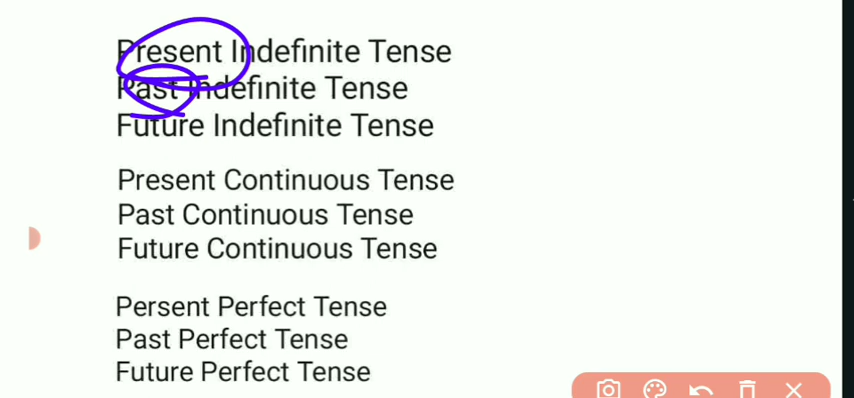 Present Indefinite Tense
Past Indefinite Tense
Future Indefinite Tense
Present Continuous Tense
Past Continuous Tense
Future Continuous Tense
Persent Perfect Tense
Past Perfect Tense
Future Perfect Tense